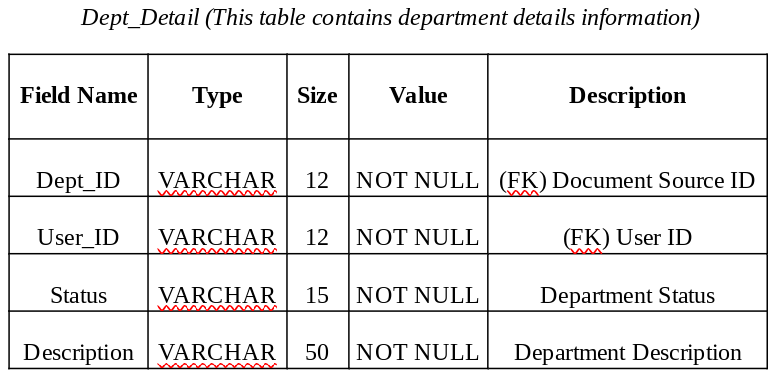 Dept_Detail (This table contains department details information)
Field Name Type Size Value Description
Dept_ID VARCHAR 12 NOT NULL (FK) Document Source ID
User_ID VARCHAR 12 NOT NULL (FK) User ID
Status VARCHAR 15 NOT NULL Department Status
Description VARCHAR 50 NOT NULL Department Description